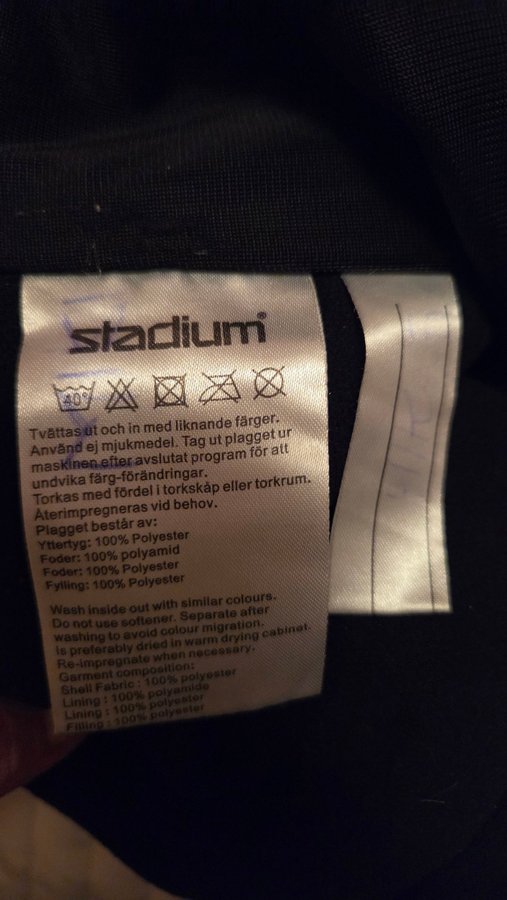 stadium
40°
Tvättas ut och in med liknande färger.
Använd ej mjukmedel. Tag ut plagget ur
maskinen efter avslutat program för att
undvika färg-förändringar.
Torkas med fördel i torkskåp eller torkrum.
Återimpregneras vid behov.
Plagget består av:
Yttertyg: 100% Polyester
Foder: 100% polyamid
Foder: 100% Polyester
Fylling: 100% Polyester
Wash inside out with similar colours.
Do not use softener. Separate after
washing to avoid colour migration.
Is preferably dried in warm drying cabinet.
Re-impregnate when necessary.
Garment composition:
Shell Fabric : 100% polyester
Lining : 100% polyamide
Lining : 100% polyester
Filling : 100% polyester